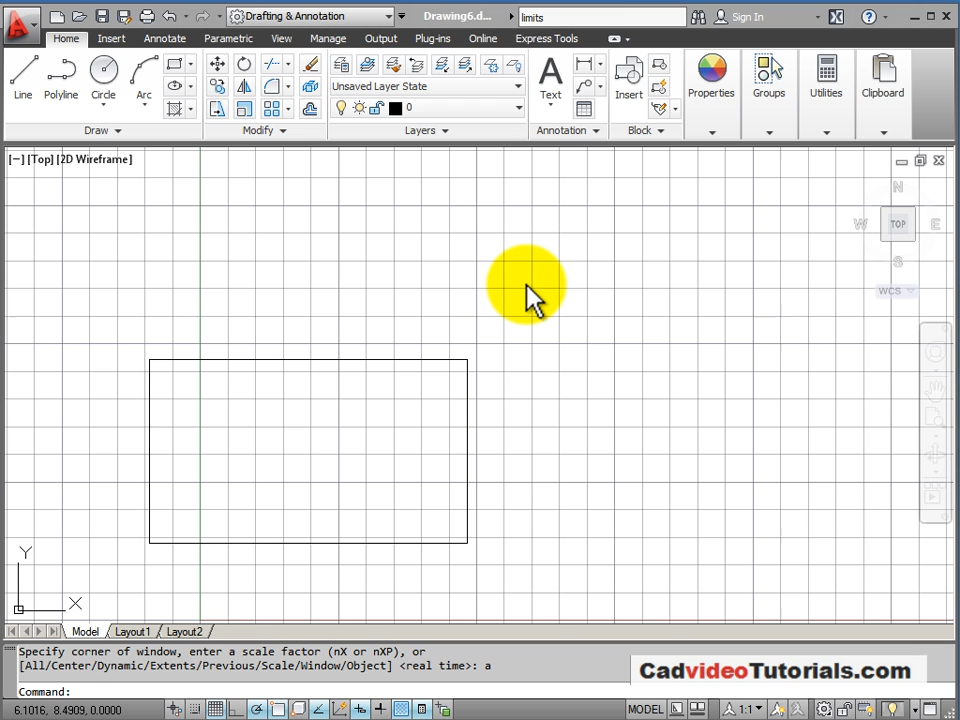 Drafting & Annotation
Drawing6.d...
limits
Sign In
Home
Insert
Annotate
Parametric
View
Manage
Output
Plug-ins
Online
Express Tools
Line
Polyline
Circle
Arc
Unsaved Layer State
0
Text
Insert
Properties
Groups
Utilities
Clipboard
Draw
Modify
Layers
Annotation
Block
[−] [Top] [2D Wireframe]
N
W
TOP
E
S
WCS
Y
X
Model
Layout1
Layout2
Specify corner of window, enter a scale factor (nX or nXP), or
[All/Center/Dynamic/Extents/Previous/Scale/Window/Object] <real time>: a
CadvideoTutorials.com
Command:
6.1016, 8.4909, 0.0000
MODEL
1:1